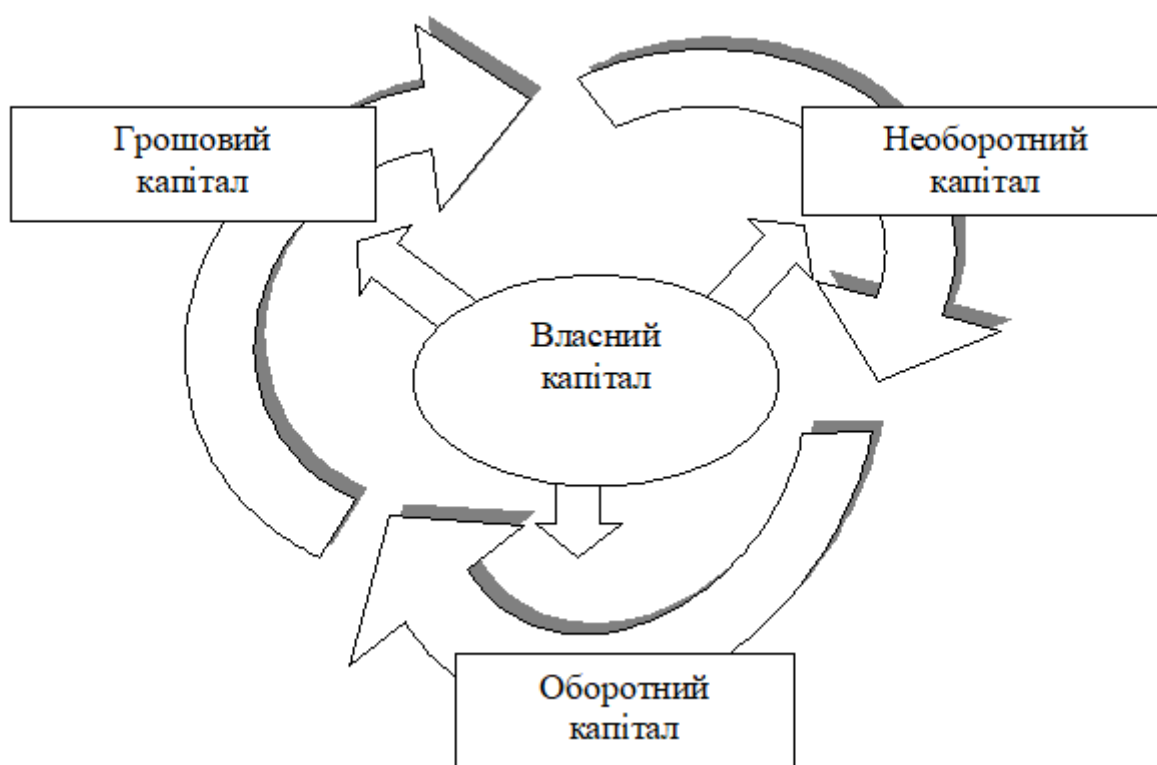 Грошовий
капітал
Необоротний
капітал
Власний
капітал
Оборотний
капітал